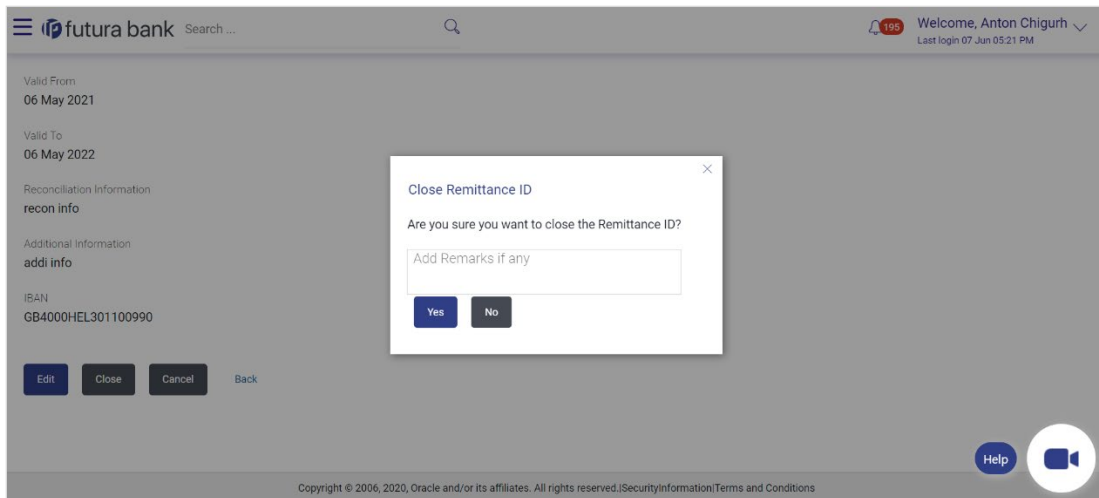 futura bank Search ... 195 Welcome, Anton Chigurh
Last login 07 Jun 05:21 PM
Valid From
06 May 2021
Valid To
06 May 2022
Reconciliation Information
recon info
Additional Information
addi info
IBAN
GB4000HEL301100990
Edit Close Cancel Back
Close Remittance ID
Are you sure you want to close the Remittance ID?
Add Remarks if any
Yes No
Help
Copyright © 2006, 2020, Oracle and/or its affiliates. All rights reserved.|SecurityInformation|Terms and Conditions